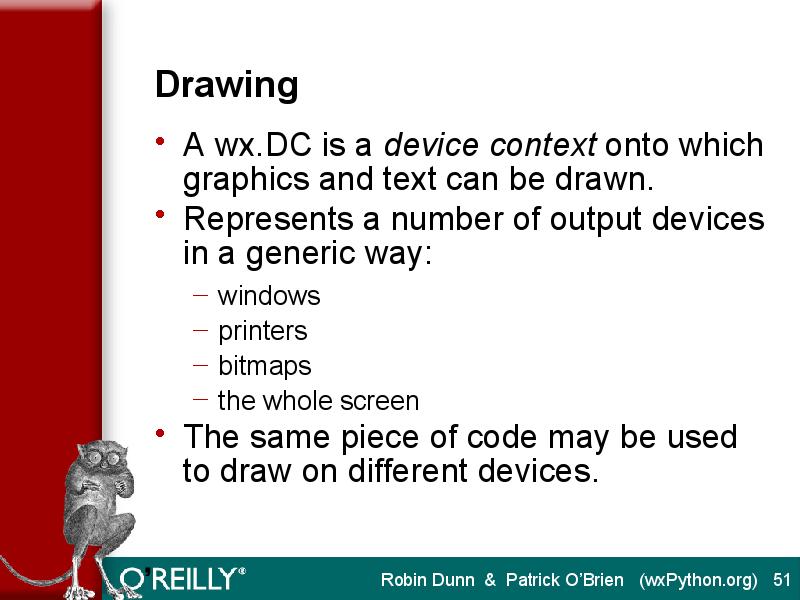 Drawing
• A wx.DC is a device context onto which
graphics and text can be drawn.
• Represents a number of output devices
in a generic way:
– windows
– printers
– bitmaps
– the whole screen
• The same piece of code may be used
to draw on different devices.
O'REILLY®
Robin Dunn & Patrick O'Brien (wxPython.org) 51